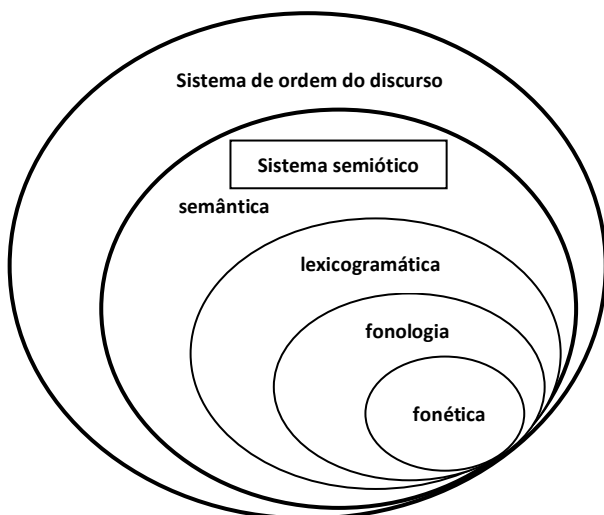 Sistema de ordem do discurso
Sistema semiótico
semântica
lexicogramática
fonologia
fonética